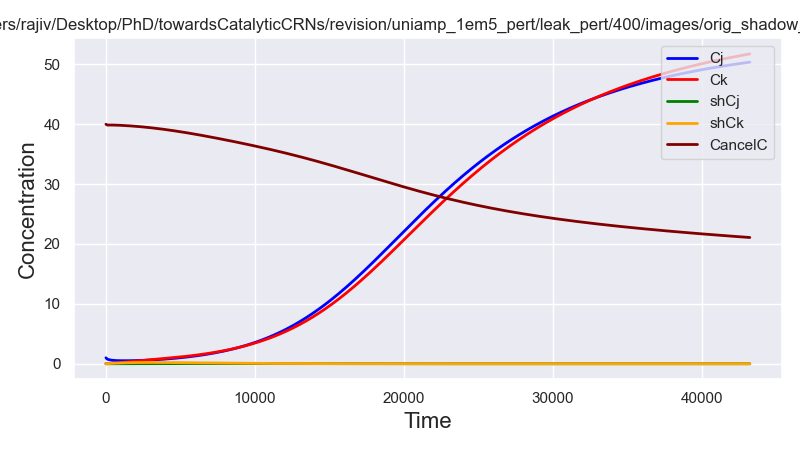 ers/rajiv/Desktop/PhD/towardsCatalyticCRNs/revision/uniamp_1em5_pert/leak_pert/400/images/orig_shadow_
Concentration
50
40
30
20
10
0
Cj
Ck
shCj
shCk
CancelC
0 10000 20000 30000 40000
Time